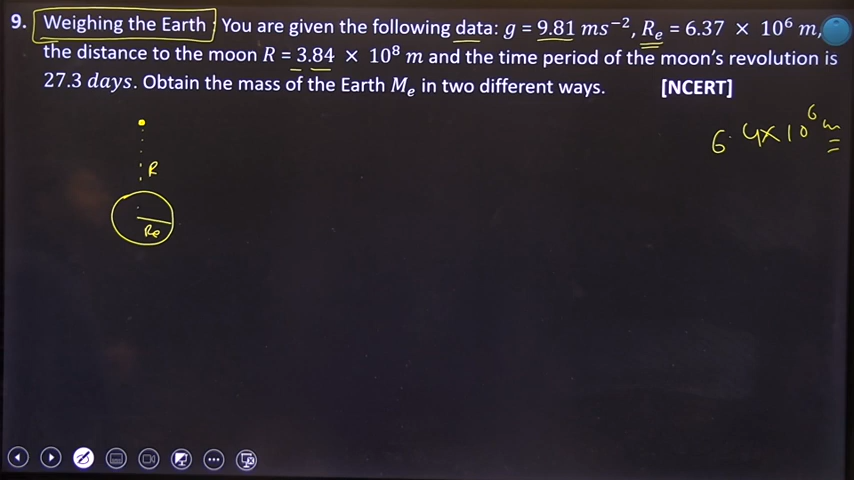 9. Weighing the Earth : You are given the following data: g = 9.81 ms⁻², Rₑ = 6.37 × 10⁶ m,
the distance to the moon R = 3.84 × 10⁸ m and the time period of the moon's revolution is
27.3 days. Obtain the mass of the Earth Mₑ in two different ways. [NCERT]
6.4×10⁶ m
R
Re